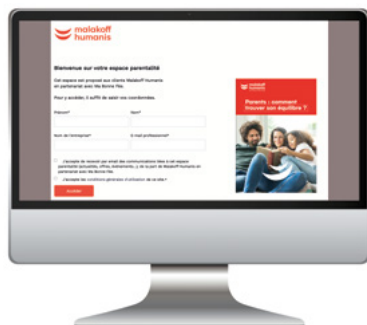 malakoff
humanis
Bienvenue sur votre espace parentalité
Cet espace est proposé aux clients Malakoff Humanis
en partenariat avec Ma Bonne Fée.
Pour y accéder, il suffit de saisir vos coordonnées.
Prénom*
Nom*
Nom de l'entreprise*
E-mail professionnel*
J'accepte de recevoir par email des communications liées à cet espace
parentalité (actualités, offres, événements...) de la part de Malakoff Humanis en
partenariat avec Ma Bonne Fée.
J'accepte les conditions générales d'utilisation de ce site.*
Accéder
malakoff
humanis
Parents : comment
trouver son équilibre ?